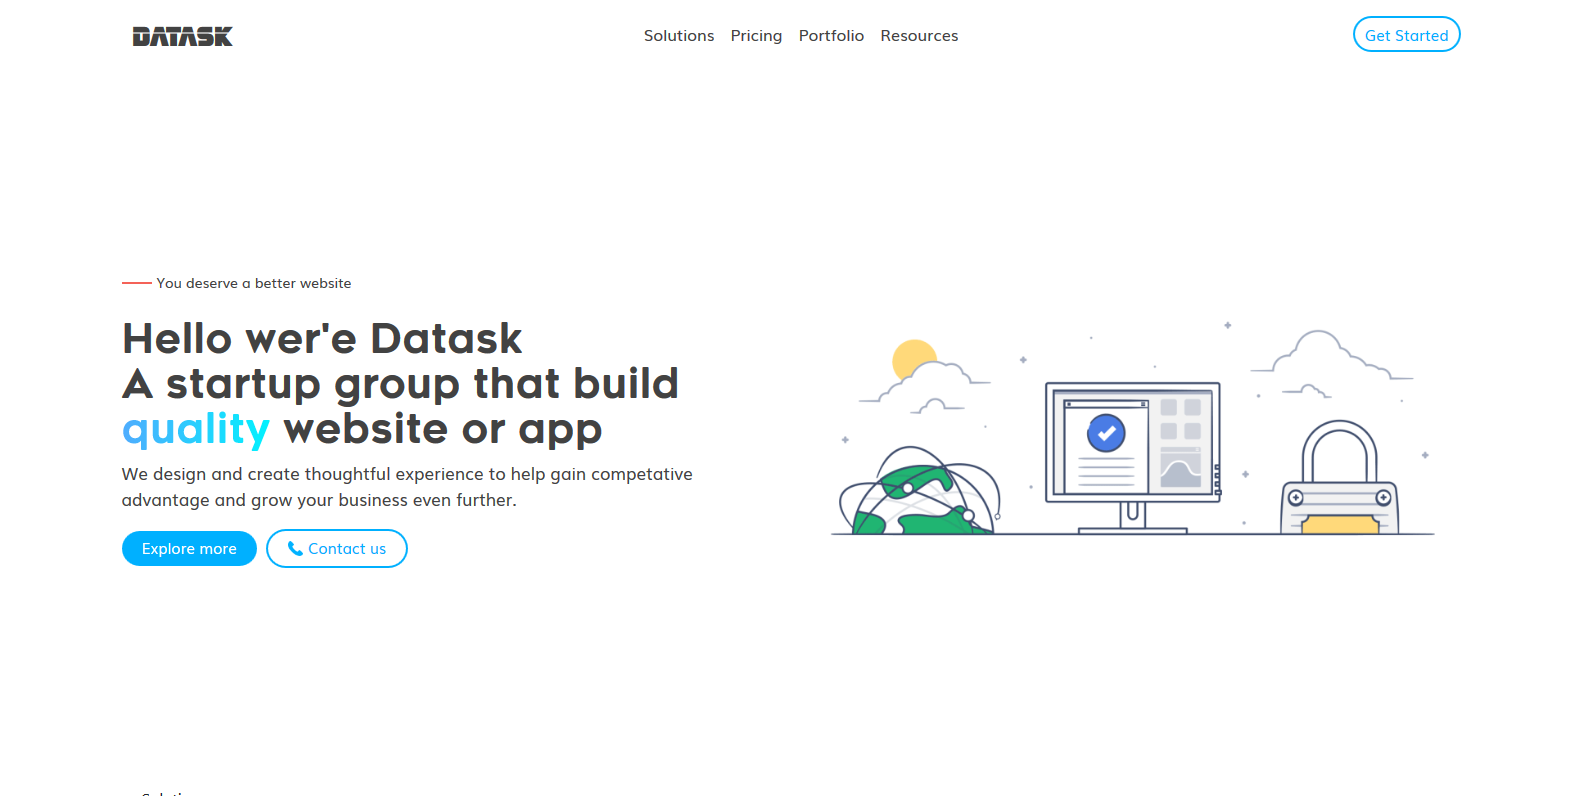 DATASK
Solutions Pricing Portfolio Resources
Get Started
You deserve a better website
Hello wer'e Datask
A startup group that build
quality website or app
We design and create thoughtful experience to help gain competative
advantage and grow your business even further.
Explore more
Contact us